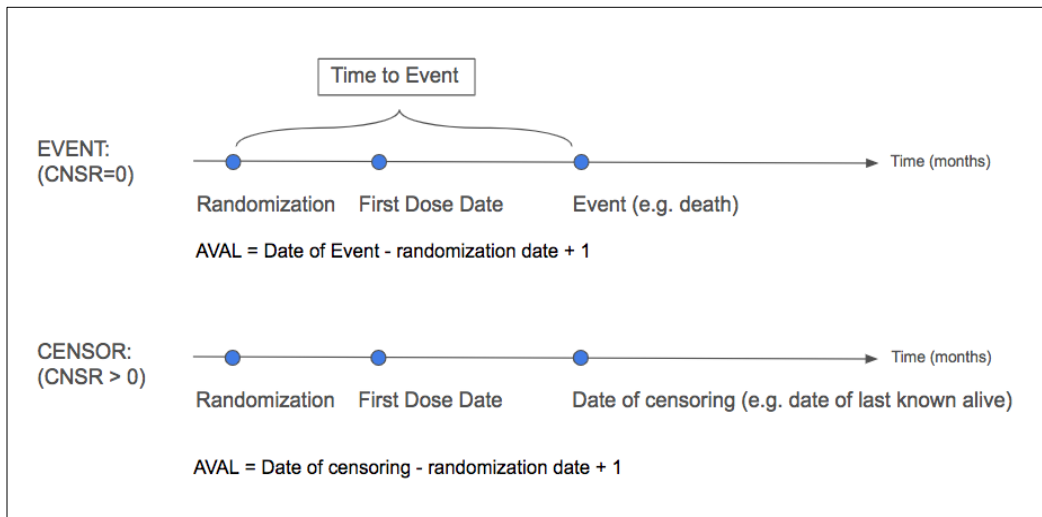 Time to Event
EVENT:
(CNSR=0)
Time (months)
Randomization
First Dose Date
Event (e.g. death)
AVAL = Date of Event - randomization date + 1
CENSOR:
(CNSR > 0)
Time (months)
Randomization
First Dose Date
Date of censoring (e.g. date of last known alive)
AVAL = Date of censoring - randomization date + 1